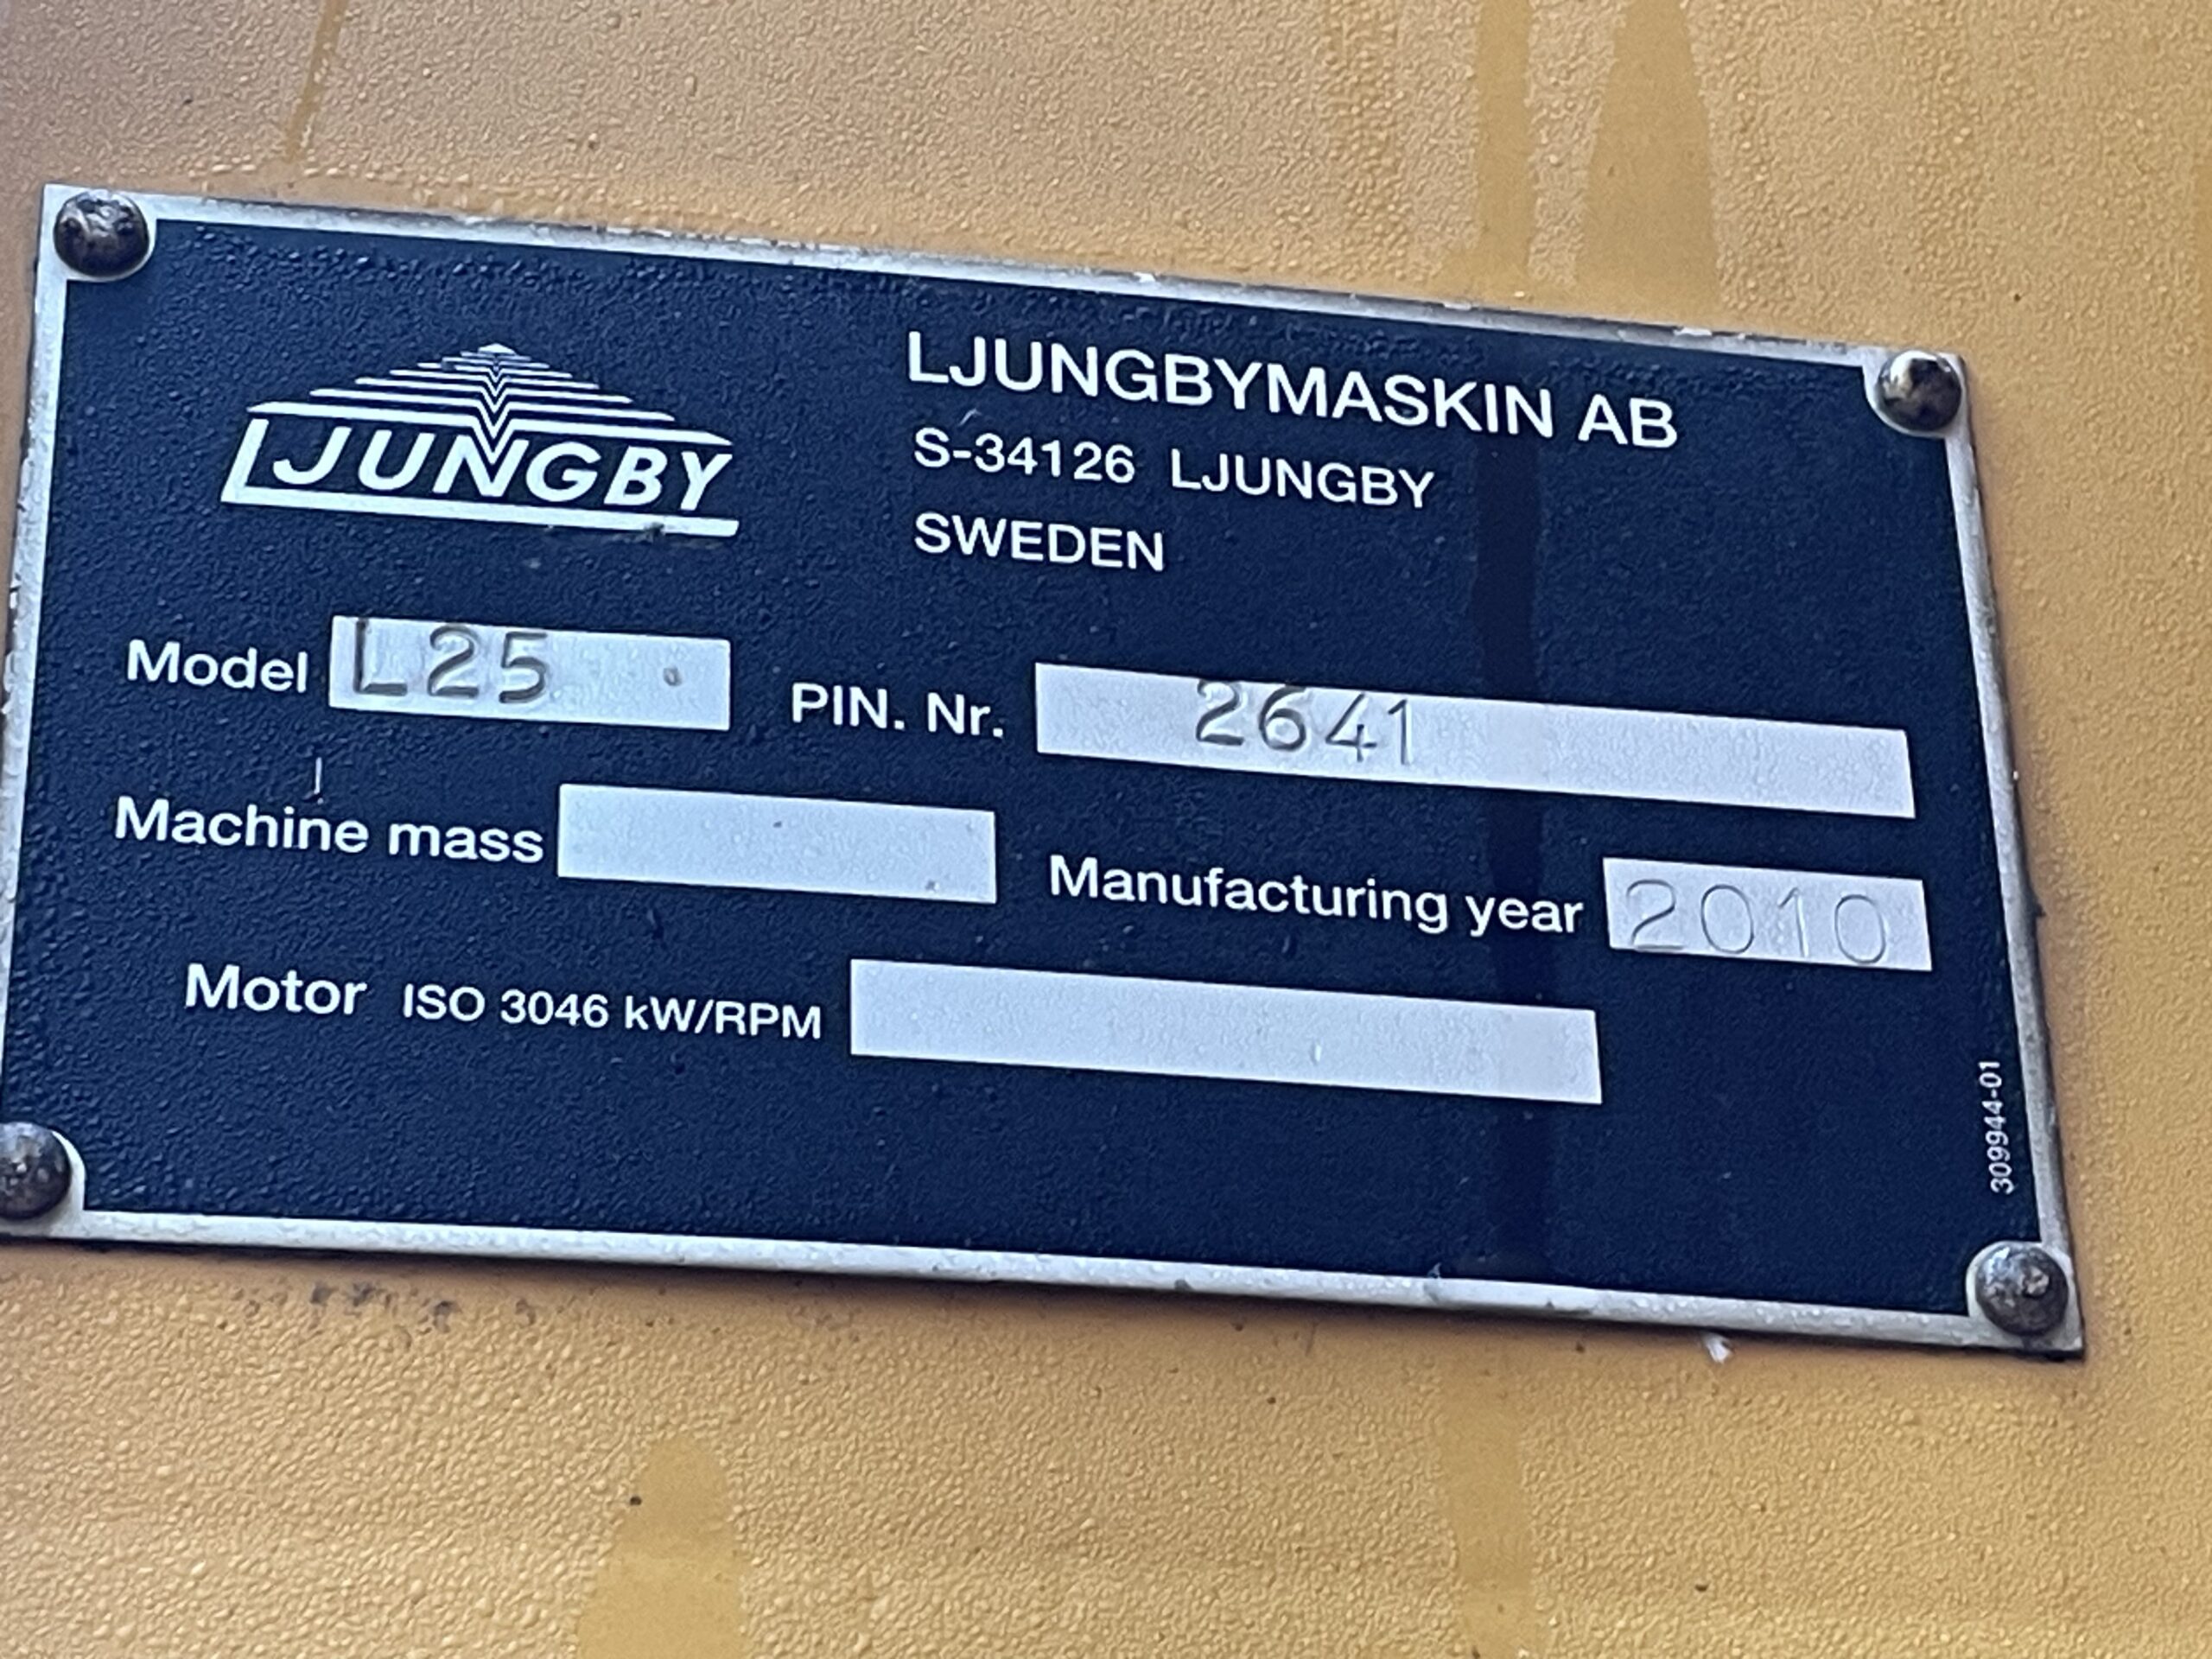 LJUNGBY
LJUNGBYMASKIN AB
S-34126 LJUNGBY
SWEDEN
Model L25 PIN. Nr. 2641
Machine mass Manufacturing year 2010
Motor ISO 3046 kW/RPM
309944-01